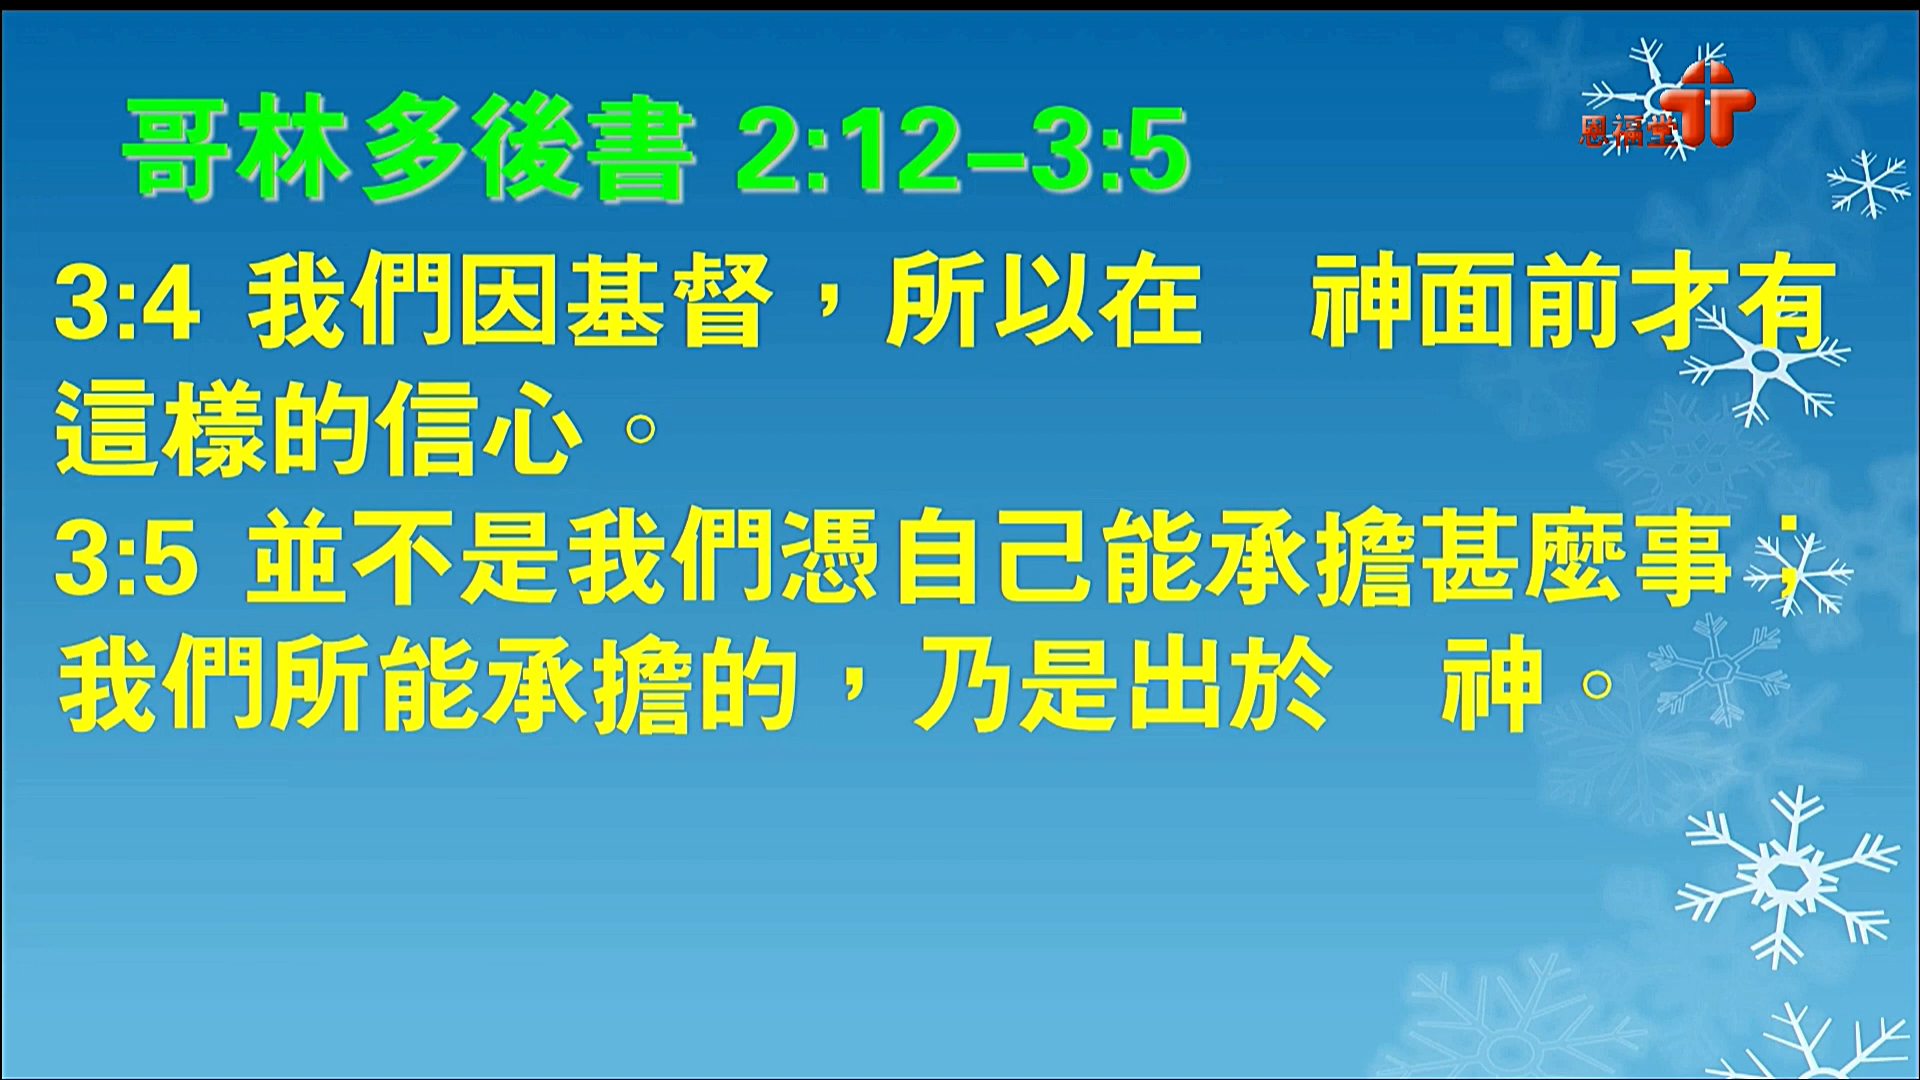 哥林多後書 2:12-3:5
恩福堂
3:4 我們因基督，所以在　神面前才有
這樣的信心。
3:5 並不是我們憑自己能承擔甚麼事；
我們所能承擔的，乃是出於　神。